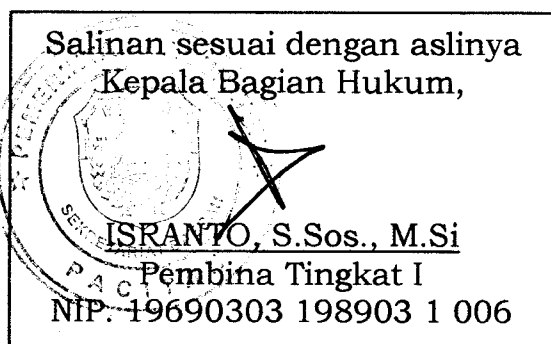 Salinan sesuai dengan aslinya
Kepala Bagian Hukum,
ISRANTO, S.Sos., M.Si
Pembina Tingkat I
NIP. 19690303 198903 1 006